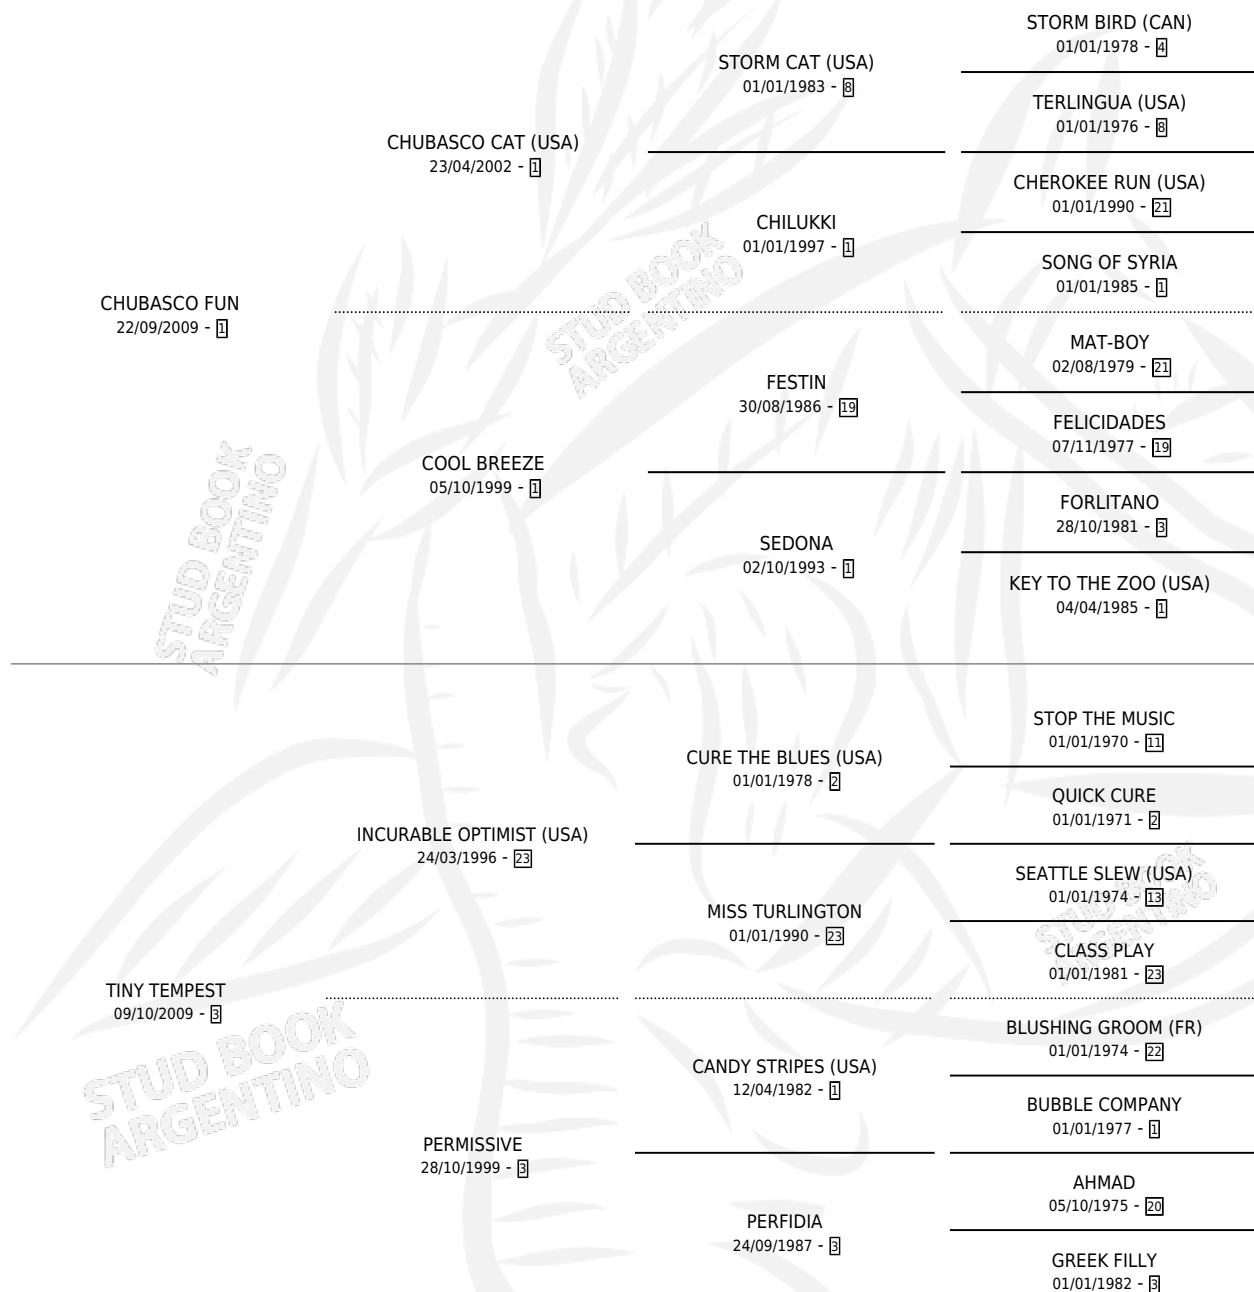 STORM BIRD (CAN)
01/01/1978 - 4
STORM CAT (USA)
01/01/1983 - 8
TERLINGUA (USA)
01/01/1976 - 8
CHUBASCO CAT (USA)
23/04/2002 - 1
CHEROKEE RUN (USA)
01/01/1990 - 21
CHILUKKI
01/01/1997 - 1
SONG OF SYRIA
01/01/1985 - 1
CHUBASCO FUN
22/09/2009 - 1
MAT-BOY
02/08/1979 - 21
FESTIN
30/08/1986 - 19
FELICIDADES
07/11/1977 - 19
COOL BREEZE
05/10/1999 - 1
FORLITANO
28/10/1981 - 3
SEDONA
02/10/1993 - 1
KEY TO THE ZOO (USA)
04/04/1985 - 1
STOP THE MUSIC
01/01/1970 - 11
CURE THE BLUES (USA)
01/01/1978 - 2
QUICK CURE
01/01/1971 - 2
INCURABLE OPTIMIST (USA)
24/03/1996 - 23
SEATTLE SLEW (USA)
01/01/1974 - 13
MISS TURLINGTON
01/01/1990 - 23
CLASS PLAY
01/01/1981 - 23
TINY TEMPEST
09/10/2009 - 3
BLUSHING GROOM (FR)
01/01/1974 - 22
CANDY STRIPES (USA)
12/04/1982 - 1
BUBBLE COMPANY
01/01/1977 - 1
PERMISSIVE
28/10/1999 - 3
AHMAD
05/10/1975 - 20
PERFIDIA
24/09/1987 - 3
GREEK FILLY
01/01/1982 - 3
STUD BOOK
ARGENTINO
STUD BOOK
ARGENTINO
STUD BOOK
ARGENTINO
STUD BOOK
ARGENTINO